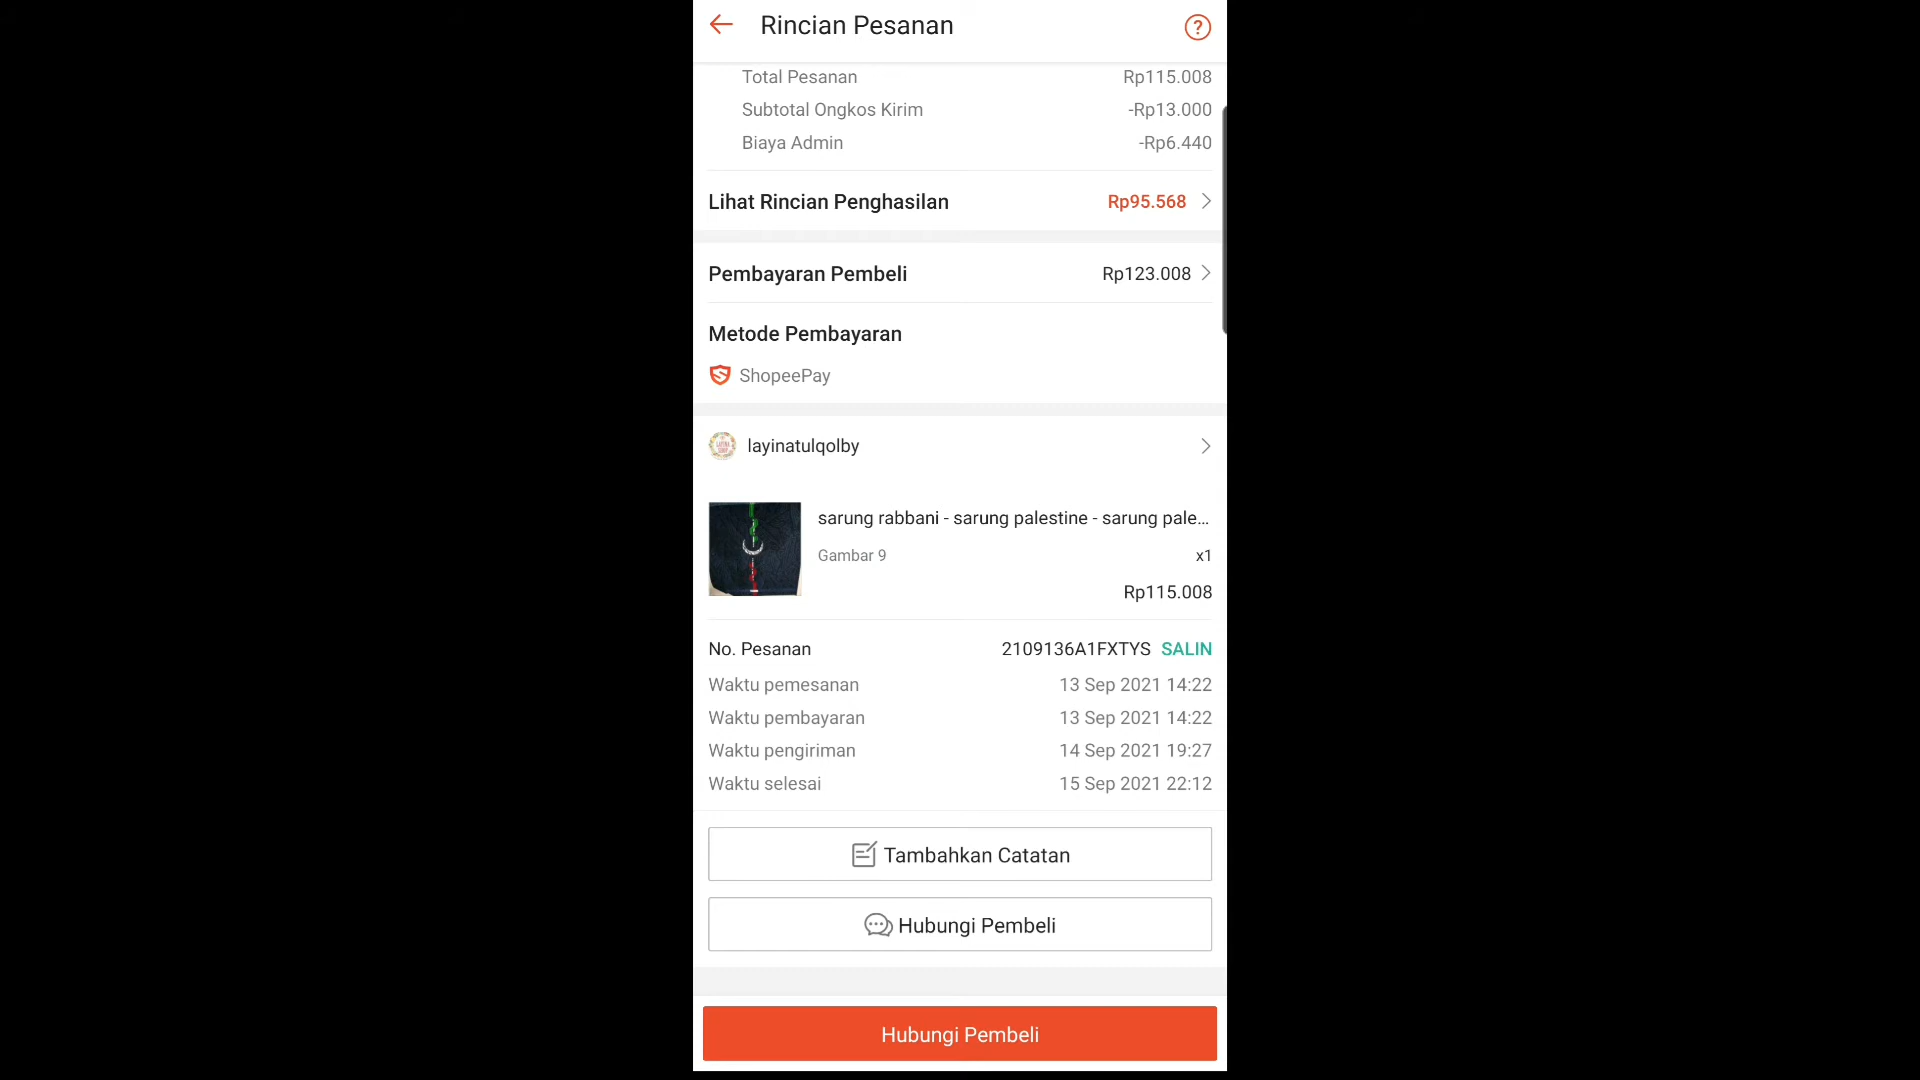 Rincian Pesanan
Total Pesanan Rp115.008
Subtotal Ongkos Kirim -Rp13.000
Biaya Admin -Rp6.440
Lihat Rincian Penghasilan Rp95.568
Pembayaran Pembeli Rp123.008
Metode Pembayaran
ShopeePay
layinatulqolby
sarung rabbani - sarung palestine - sarung pale...
Gambar 9 x1
Rp115.008
No. Pesanan 2109136A1FXTYS SALIN
Waktu pemesanan 13 Sep 2021 14:22
Waktu pembayaran 13 Sep 2021 14:22
Waktu pengiriman 14 Sep 2021 19:27
Waktu selesai 15 Sep 2021 22:12
Tambahkan Catatan
Hubungi Pembeli
Hubungi Pembeli